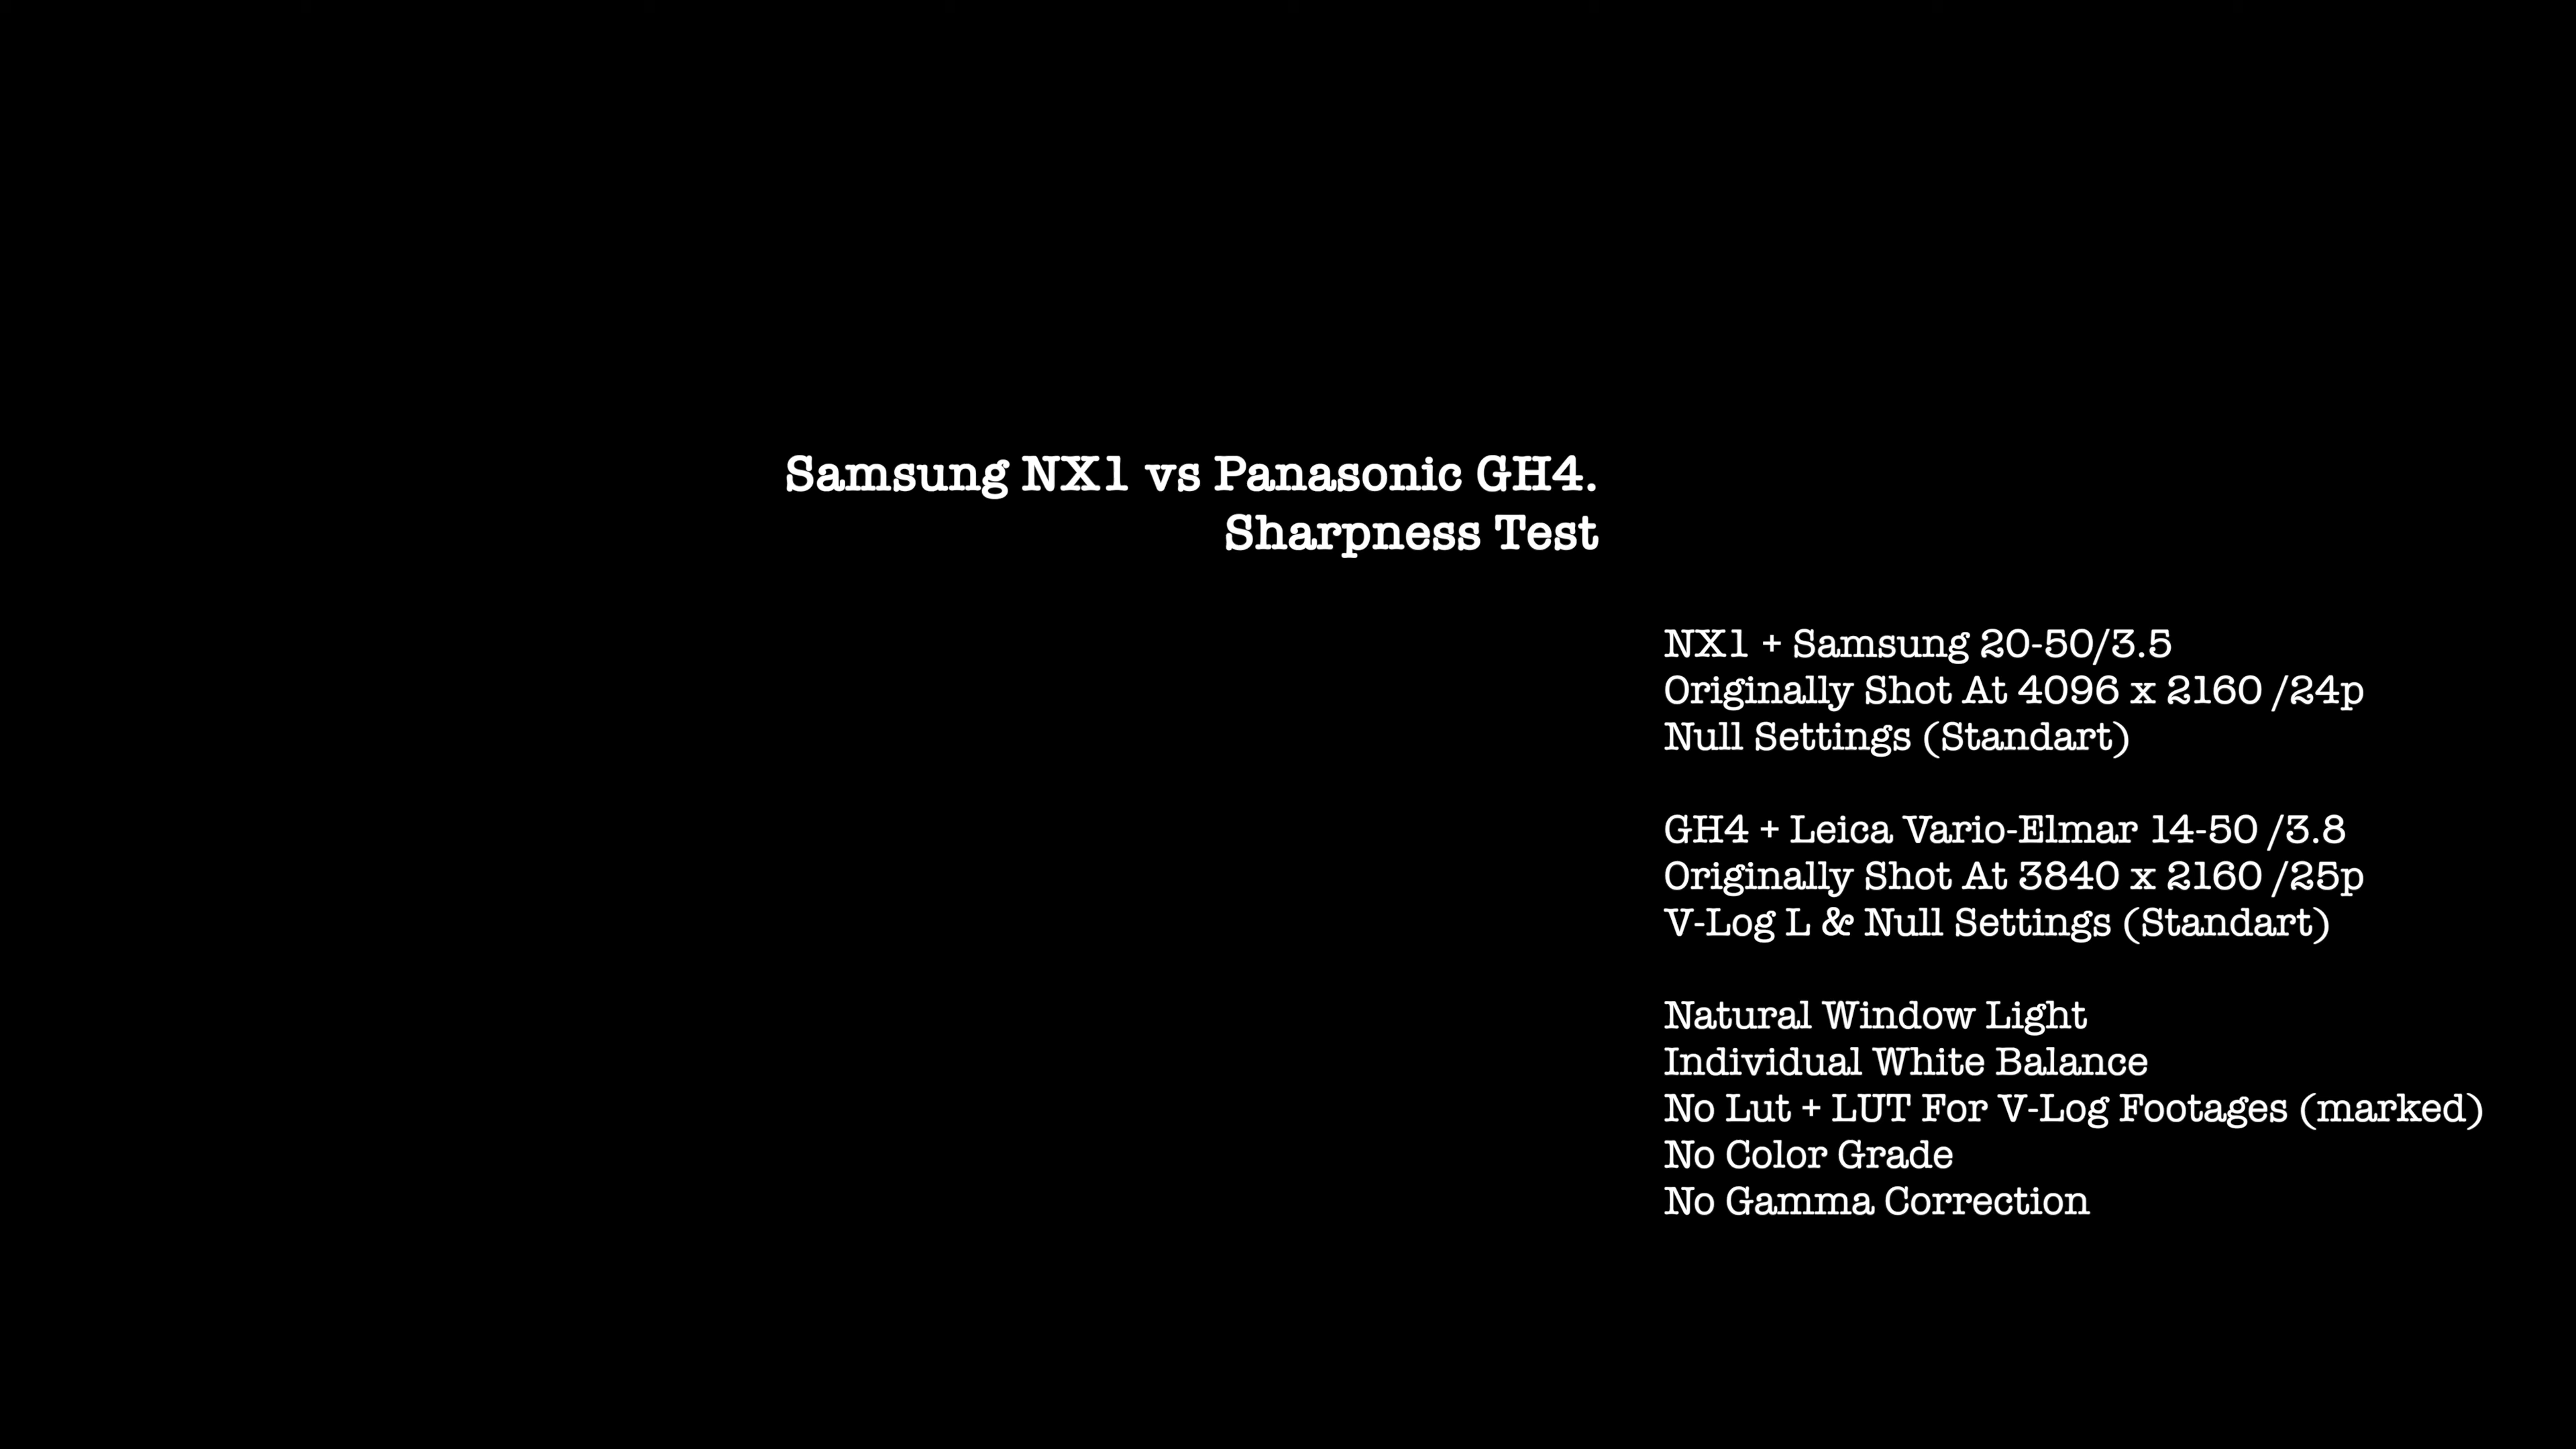 Samsung NX1 vs Panasonic GH4.
Sharpness Test
NX1 + Samsung 20-50/3.5
Originally Shot At 4096 x 2160 /24p
Null Settings (Standart)
GH4 + Leica Vario-Elmar 14-50 /3.8
Originally Shot At 3840 x 2160 /25p
V-Log L & Null Settings (Standart)
Natural Window Light
Individual White Balance
No Lut + LUT For V-Log Footages (marked)
No Color Grade
No Gamma Correction